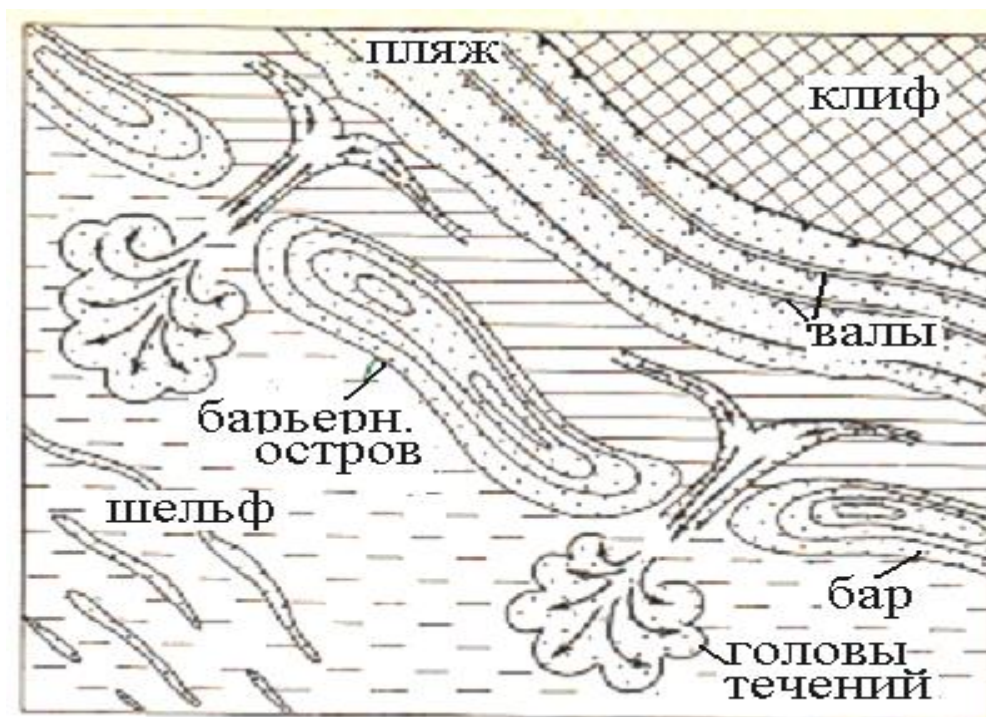 пляж
клиф
валы
барьерн.
остров
шельф
бар
головы
течений